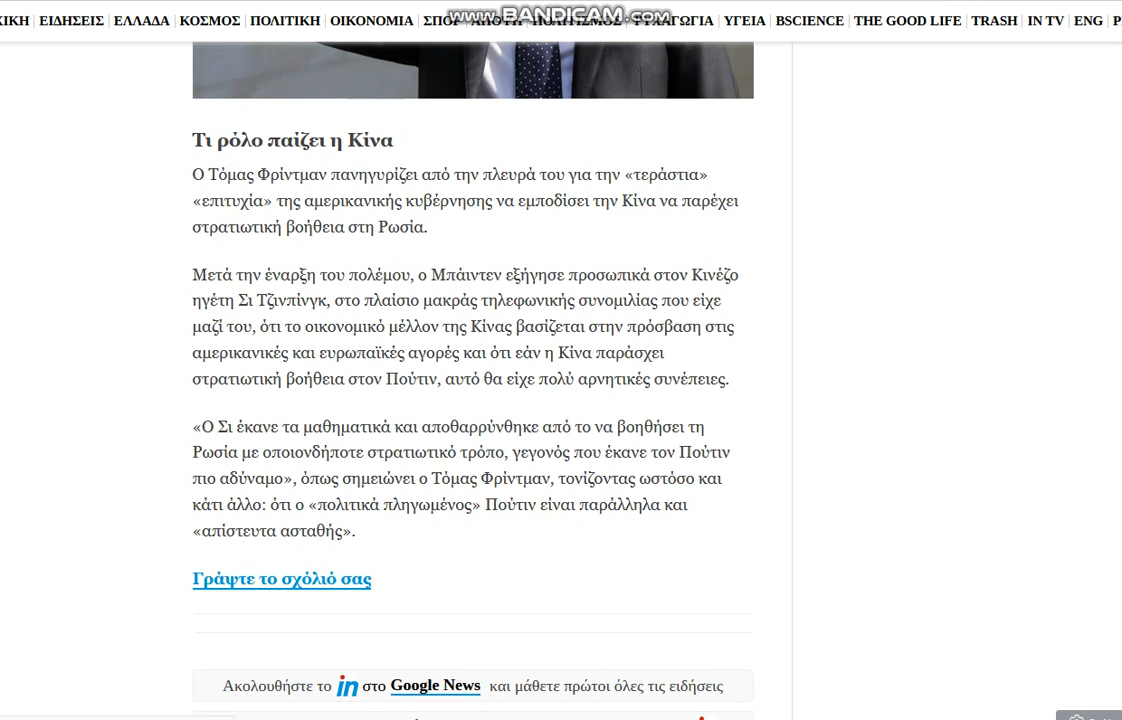 www.BANDICAM.com
ΕΙΔΗΣΕΙΣ ΕΛΛΑΔΑ ΚΟΣΜΟΣ ΠΟΛΙΤΙΚΗ ΟΙΚΟΝΟΜΙΑ ΣΠΟΡ ΑΠΟΨΗ ΠΟΛΙΤΙΣΜΟΣ ΨΥΧΑΓΩΓΙΑ ΥΓΕΙΑ BSCIENCE THE GOOD LIFE TRASH IN TV ENG
Τι ρόλο παίζει η Κίνα
Ο Τόμας Φρίντμαν πανηγυρίζει από την πλευρά του για την «τεράστια»
«επιτυχία» της αμερικανικής κυβέρνησης να εμποδίσει την Κίνα να παρέχει
στρατιωτική βοήθεια στη Ρωσία.
Μετά την έναρξη του πολέμου, ο Μπάιντεν εξήγησε προσωπικά στον Κινέζο
ηγέτη Σι Τζινπίνγκ, στο πλαίσιο μακράς τηλεφωνικής συνομιλίας που είχε
μαζί του, ότι το οικονομικό μέλλον της Κίνας βασίζεται στην πρόσβαση στις
αμερικανικές και ευρωπαϊκές αγορές και ότι εάν η Κίνα παράσχει
στρατιωτική βοήθεια στον Πούτιν, αυτό θα είχε πολύ αρνητικές συνέπειες.
«Ο Σι έκανε τα μαθηματικά και αποθαρρύνθηκε από το να βοηθήσει τη
Ρωσία με οποιονδήποτε στρατιωτικό τρόπο, γεγονός που έκανε τον Πούτιν
πιο αδύναμο», όπως σημειώνει ο Τόμας Φρίντμαν, τονίζοντας ωστόσο και
κάτι άλλο: ότι ο «πολιτικά πληγωμένος» Πούτιν είναι παράλληλα και
«απίστευτα ασταθής».
Γράψτε το σχόλιό σας
Ακολουθήστε το in στο Google News και μάθετε πρώτοι όλες τις ειδήσεις